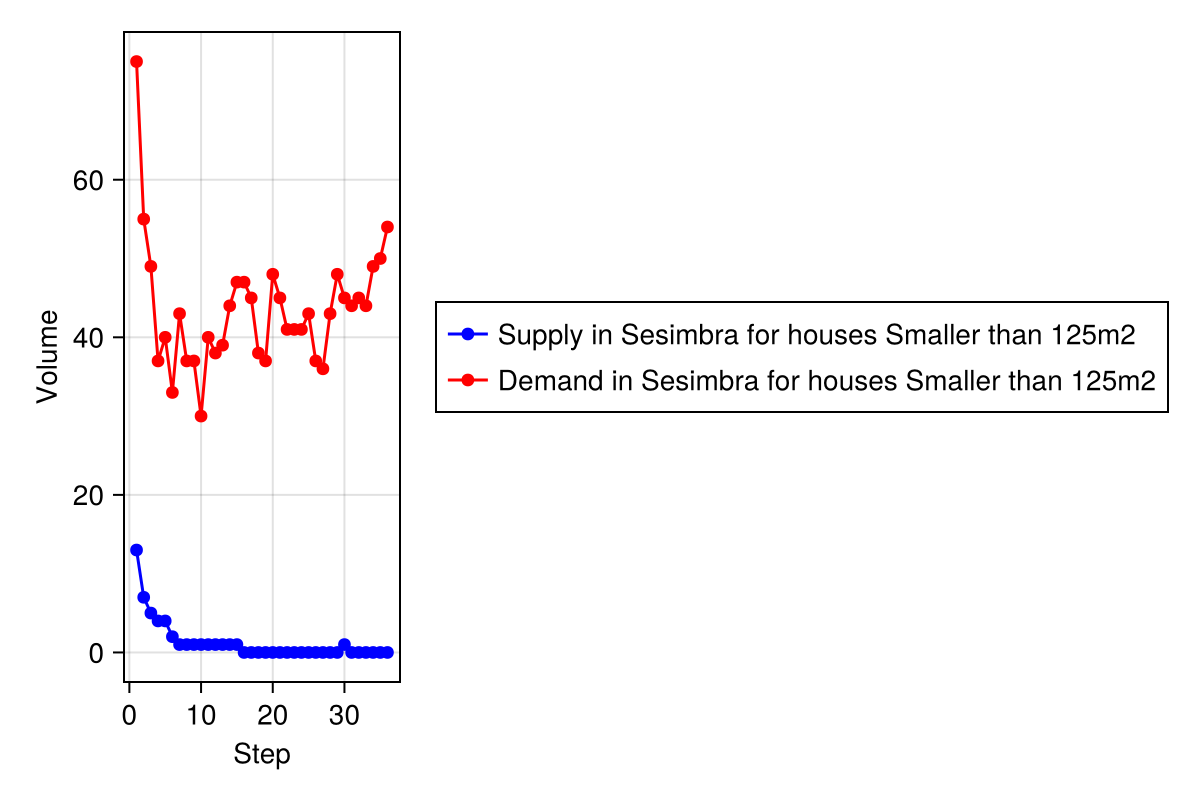 60
40
20
0
Volume
0 10 20 30
Step
Supply in Sesimbra for houses Smaller than 125m2
Demand in Sesimbra for houses Smaller than 125m2